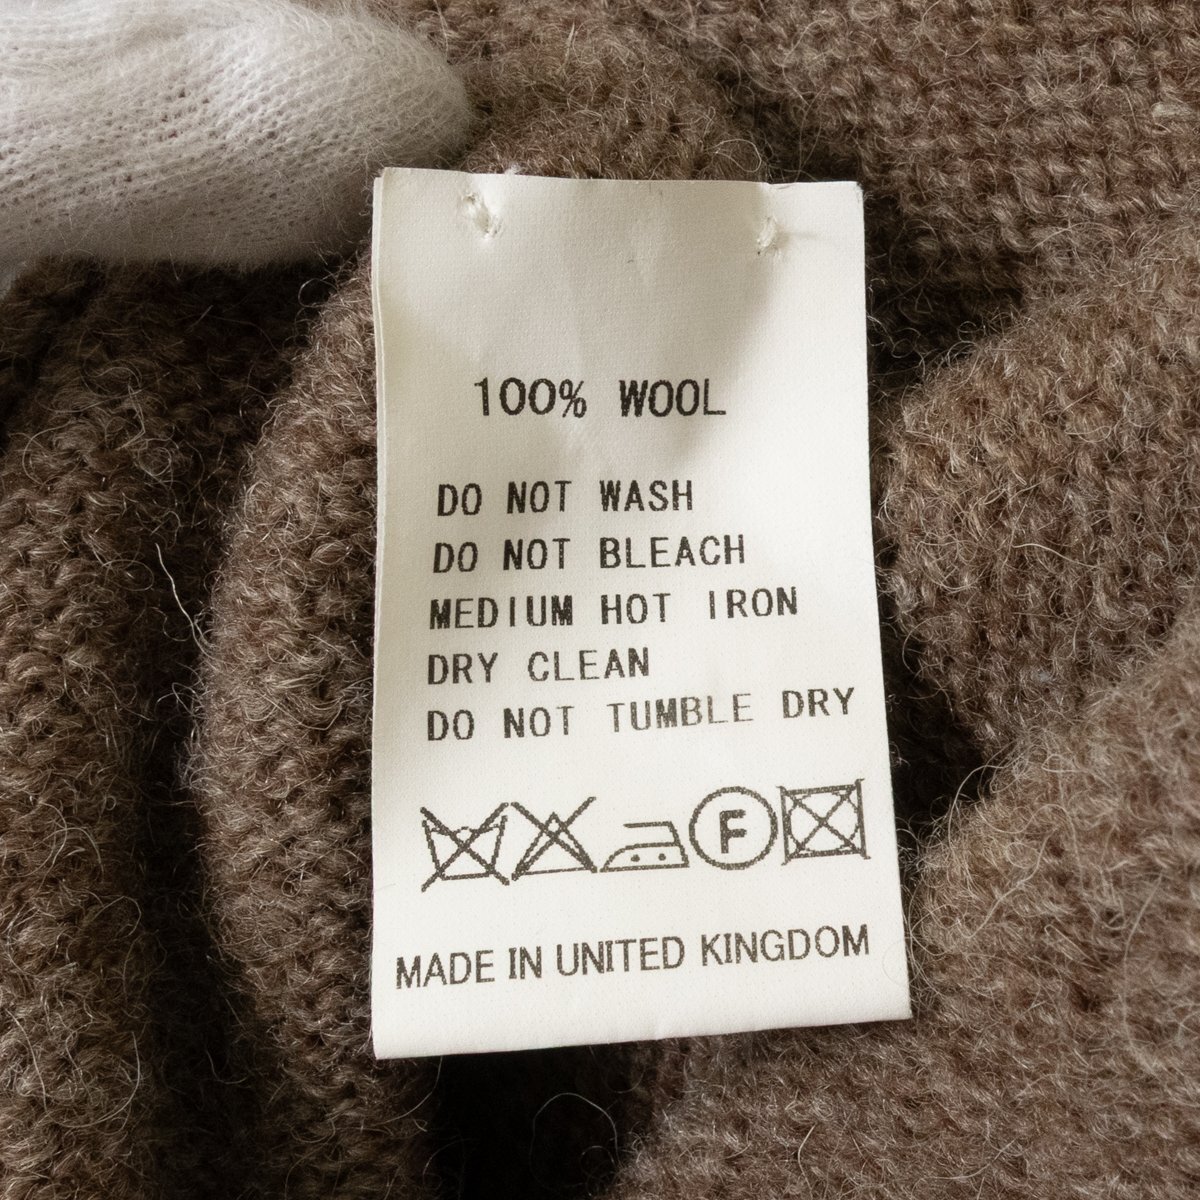 100% WOOL
DO NOT WASH
DO NOT BLEACH
MEDIUM HOT IRON
DRY CLEAN
DO NOT TUMBLE DRY
F
MADE IN UNITED KINGDOM